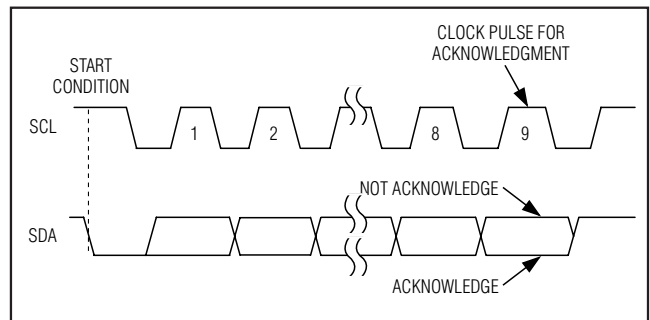 CLOCK PULSE FOR
ACKNOWLEDGMENT
START
CONDITION
SCL
1
2
8
9
NOT ACKNOWLEDGE
SDA
ACKNOWLEDGE